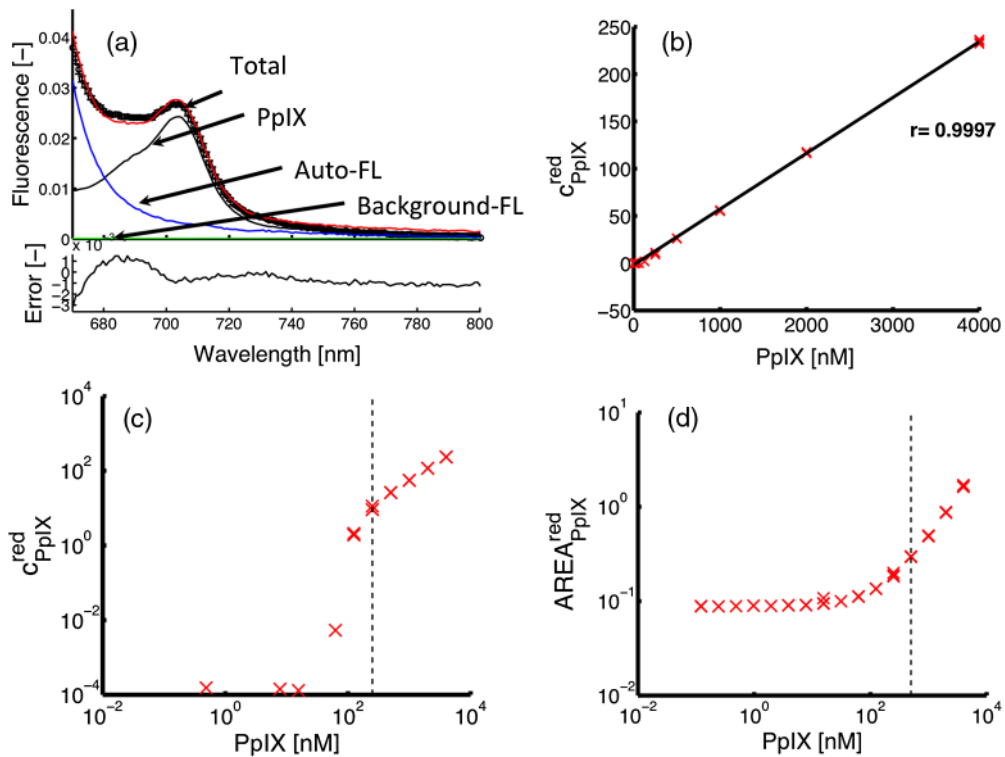 (a)
Fluorescence [–]
0.04
0.03
0.02
0.01
0
Total
PpIX
Auto-FL
Background-FL
x 10
Error [–]
1
0
−1
−2
−3
680 700 720 740 760 780 800
Wavelength [nm]
(b)
c^red_PpIX
250
200
150
100
50
0
−50
r= 0.9997
0 1000 2000 3000 4000
PpIX [nM]
(c)
c^red_PpIX
10^4
10^2
10^0
10^−2
10^−4
10^−2 10^0 10^2 10^4
PpIX [nM]
(d)
AREA^red_PpIX
10^1
10^0
10^−1
10^−2
10^−2 10^0 10^2 10^4
PpIX [nM]